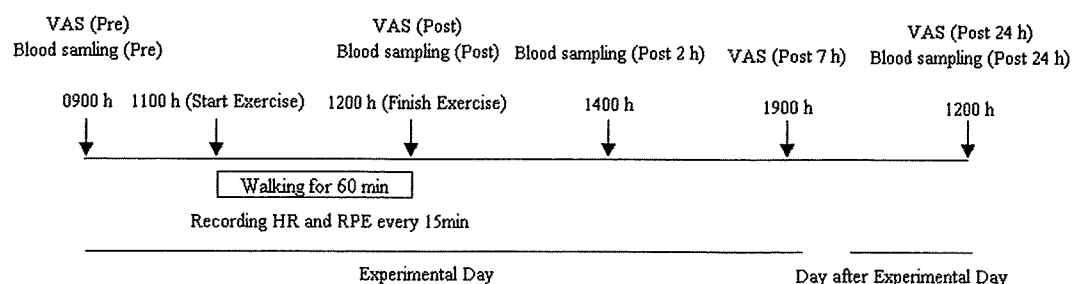 VAS (Pre)
Blood samling (Pre)
VAS (Post)
Blood sampling (Post)
Blood sampling (Post 2 h)
VAS (Post 7 h)
VAS (Post 24 h)
Blood sampling (Post 24 h)
0900 h
1100 h (Start Exercise)
1200 h (Finish Exercise)
1400 h
1900 h
1200 h
Walking for 60 min
Recording HR and RPE every 15min
Experimental Day
Day after Experimental Day